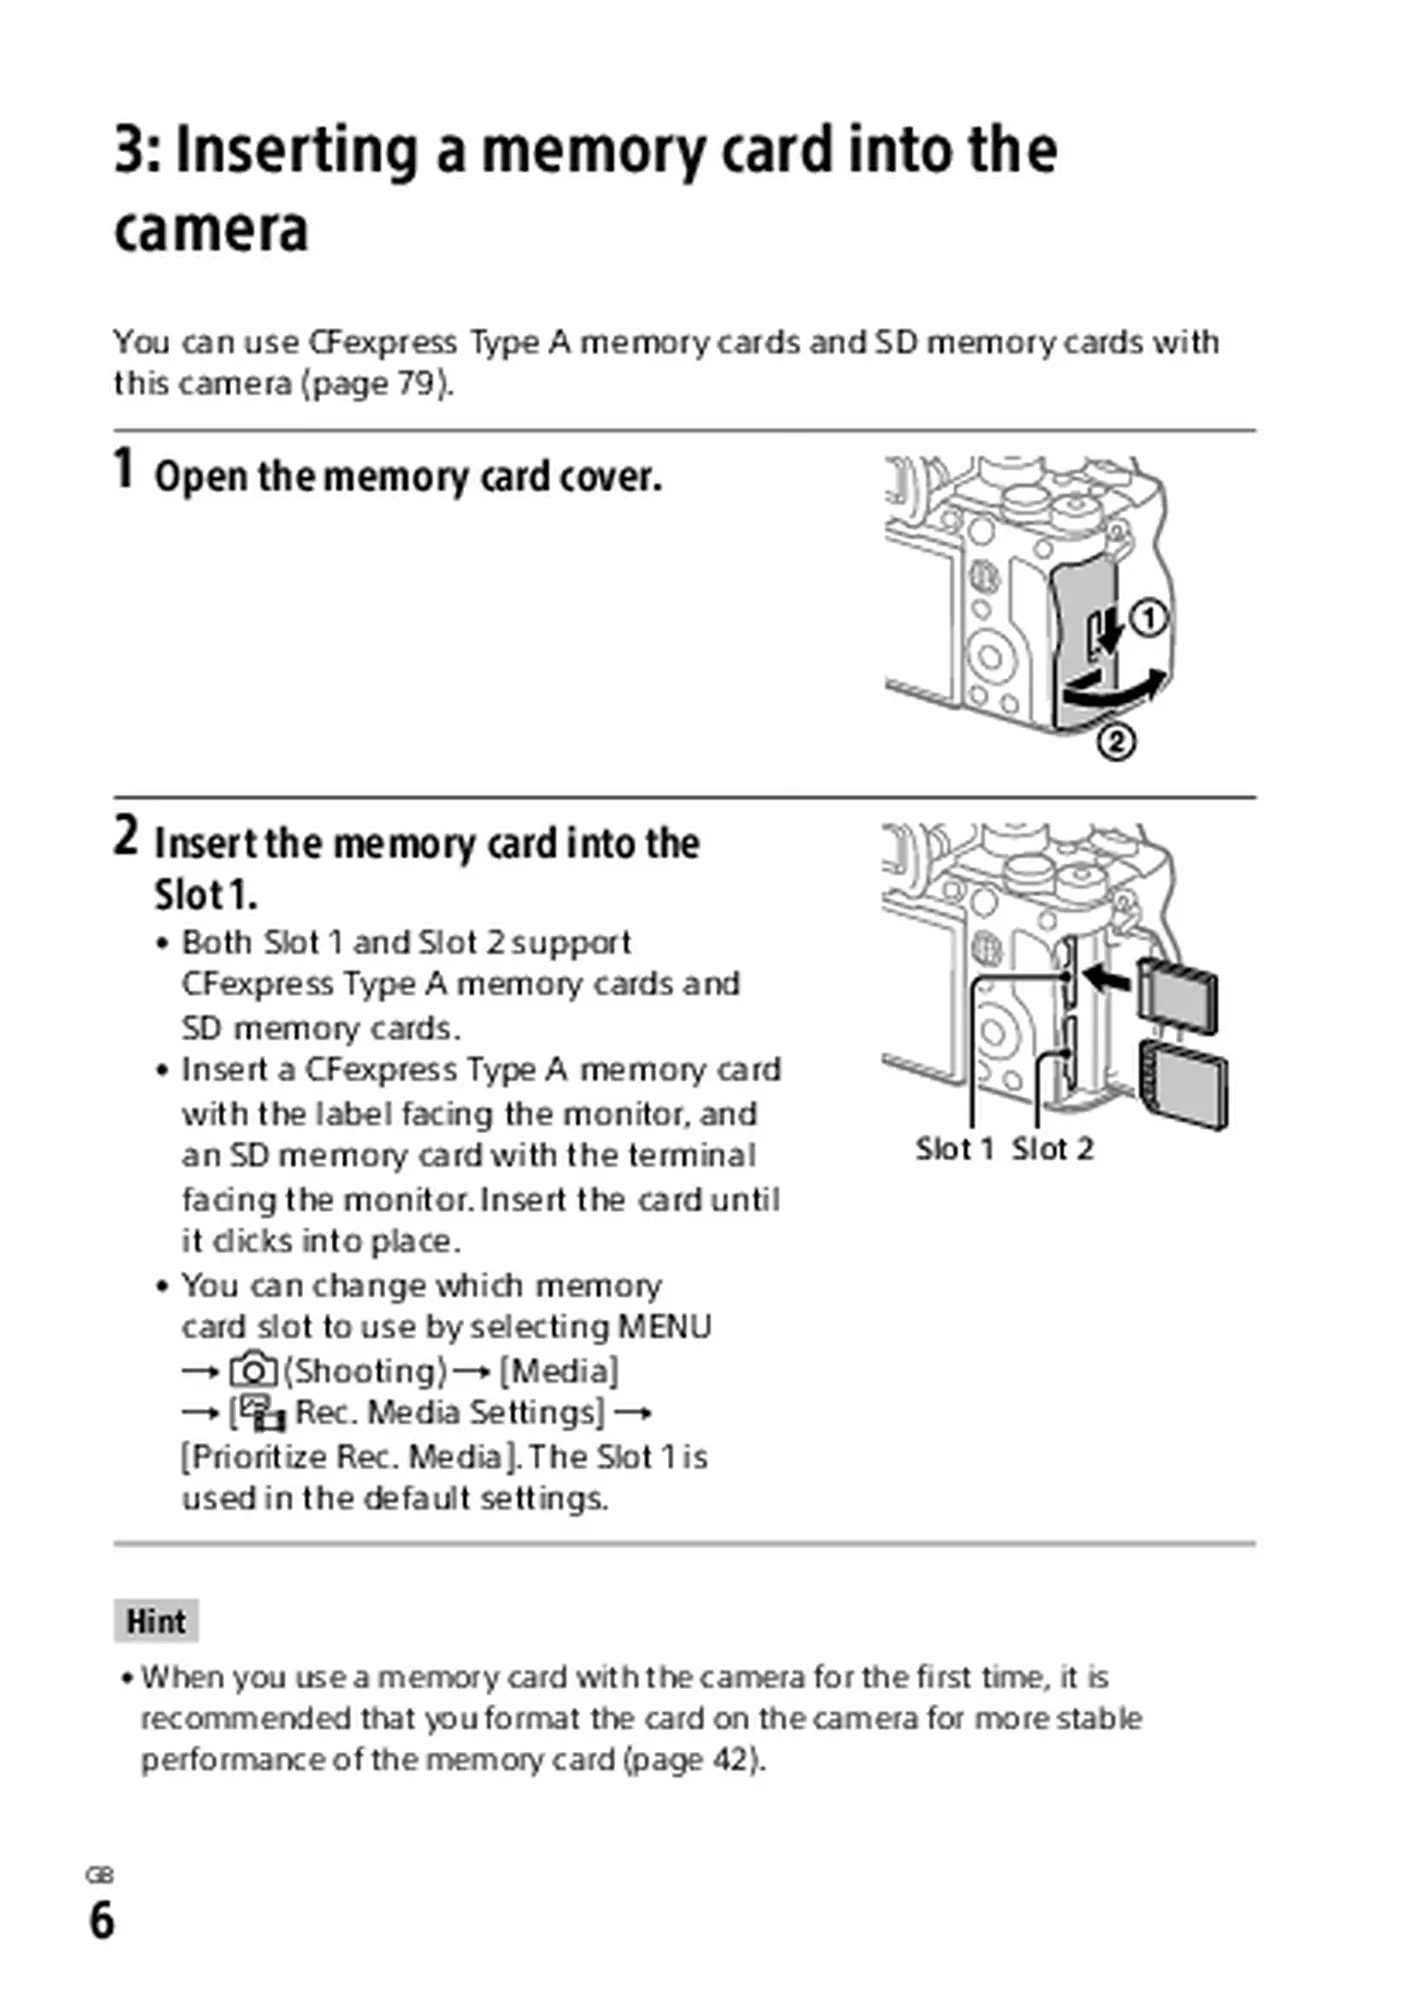 3: Inserting a memory card into the
camera
You can use CFexpress Type A memory cards and SD memory cards with
this camera (page 79).
1 Open the memory card cover.
①
②
2 Insert the memory card into the
Slot 1.
• Both Slot 1 and Slot 2 support
CFexpress Type A memory cards and
SD memory cards.
• Insert a CFexpress Type A memory card
with the label facing the monitor, and
an SD memory card with the terminal
facing the monitor. Insert the card until
it clicks into place.
• You can change which memory
card slot to use by selecting MENU
→ (Shooting) → [Media]
→ [ Rec. Media Settings] →
[Prioritize Rec. Media]. The Slot 1 is
used in the default settings.
Slot 1 Slot 2
Hint
• When you use a memory card with the camera for the first time, it is
recommended that you format the card on the camera for more stable
performance of the memory card (page 42).
GB
6